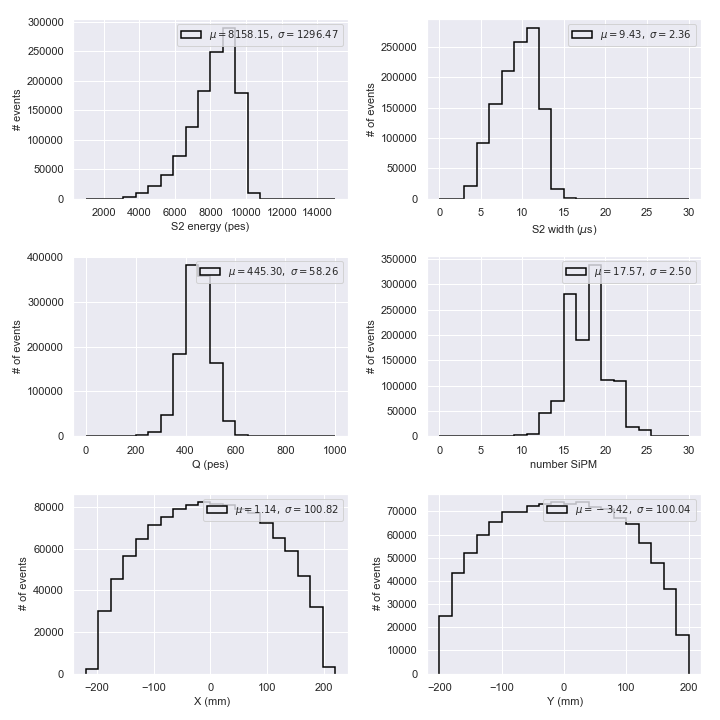 μ=8158.15, σ=1296.47
300000
250000
200000
150000
100000
50000
0
# events
2000 4000 6000 8000 10000 12000 14000
S2 energy (pes)
μ=9.43, σ=2.36
250000
200000
150000
100000
50000
0
# of events
0 5 10 15 20 25 30
S2 width (μs)
μ=445.30, σ=58.26
400000
300000
200000
100000
0
# of events
0 200 400 600 800 1000
Q (pes)
μ=17.57, σ=2.50
350000
300000
250000
200000
150000
100000
50000
0
# of events
0 5 10 15 20 25 30
number SiPM
μ=1.14, σ=100.82
80000
60000
40000
20000
0
# of events
−200 −100 0 100 200
X (mm)
μ=−3.42, σ=100.04
70000
60000
50000
40000
30000
20000
10000
0
# of events
−200 −100 0 100 200
Y (mm)